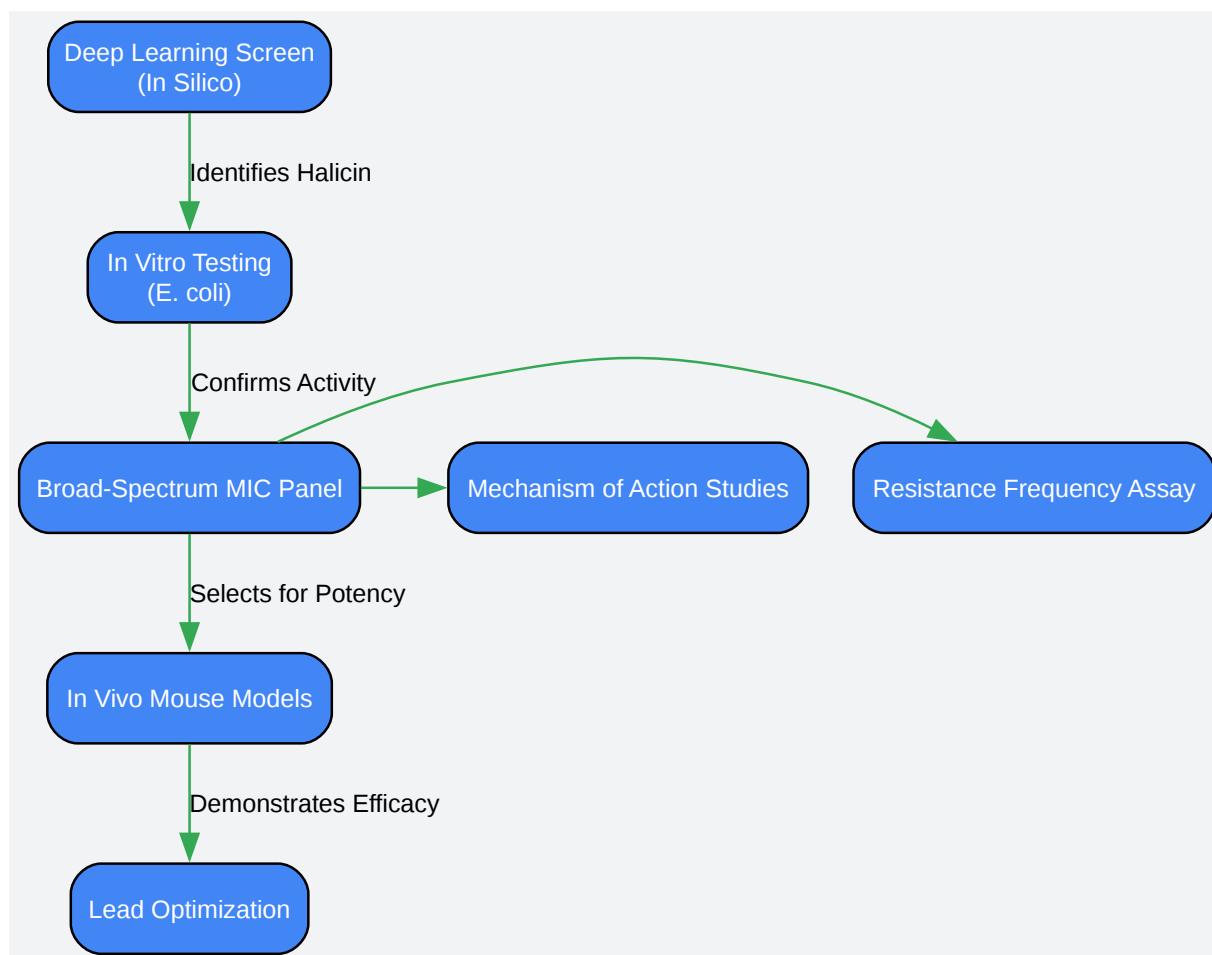 Deep Learning Screen
(In Silico)
Identifies Halicin
In Vitro Testing
(E. coli)
Confirms Activity
Broad-Spectrum MIC Panel
Mechanism of Action Studies
Resistance Frequency Assay
Selects for Potency
In Vivo Mouse Models
Demonstrates Efficacy
Lead Optimization